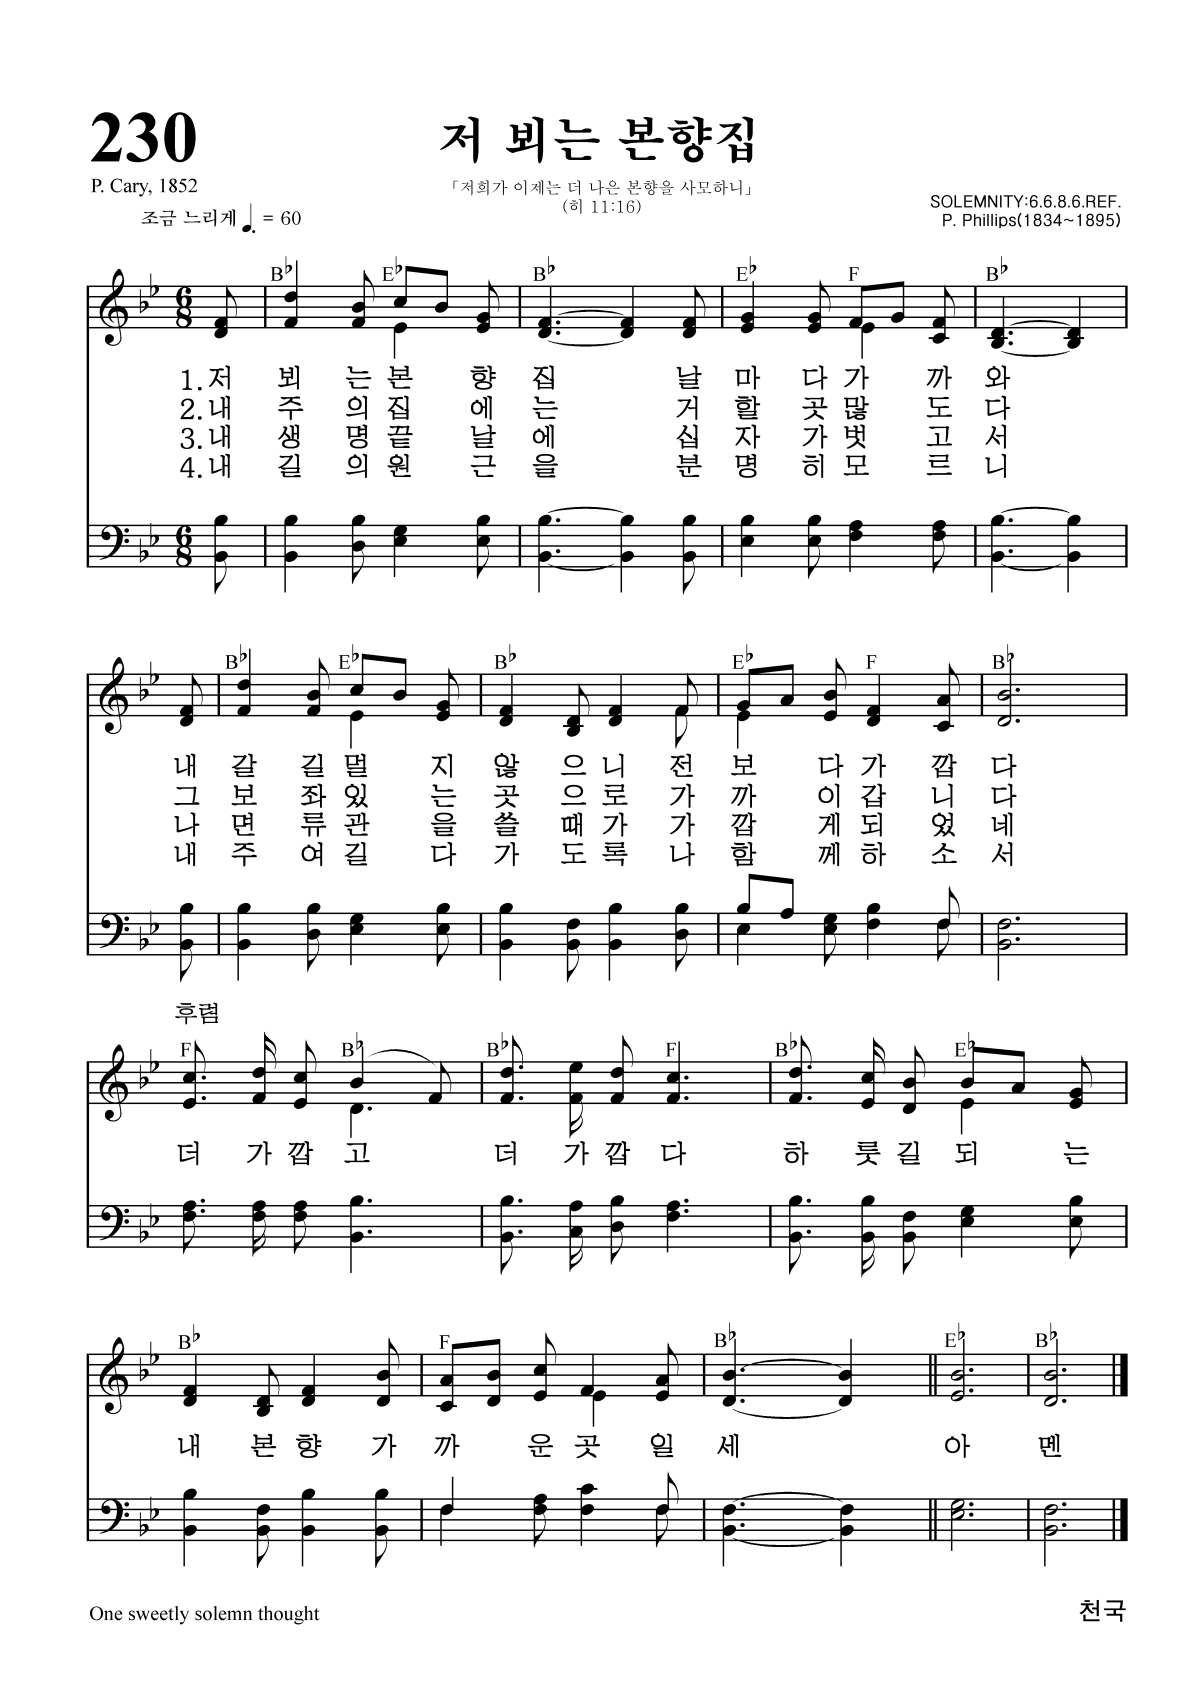 230
저 뵈는 본향집
P. Cary, 1852
「저희가 이제는 더 나은 본향을 사모하니」
(히 11:16)
SOLEMNITY:6.6.8.6.REF.
P. Phillips(1834~1895)
조금 느리게 ♩. = 60
B♭ E♭ B♭ E♭ F B♭
6 8
1.저 뵈 는 본 향 집 날 마 다 가 까 와
2.내 주 의 집 에 는 거 할 곳 많 도 다
3.내 생 명 끝 날 에 십 자 가 벗 고 서
4.내 길 의 원 근 을 분 명 히 모 르 니
6 8
B♭ E♭ B♭ E♭ F B♭
내 갈 길 멀 지 않 으 니 전 보 다 가 깝 다
그 보 좌 있 는 곳 으 로 가 까 이 갑 니 다
나 면 류 관 을 쓸 때 가 가 깝 게 되 었 네
내 주 여 길 다 가 도 록 나 함 께 하 소 서
후렴
F B♭ B♭ F B♭ E♭
더 가 깝 고 더 가 깝 다 하 룻 길 되 는
B♭ F B♭ E♭ B♭
내 본 향 가 까 운 곳 일 세 아 멘
One sweetly solemn thought
천국